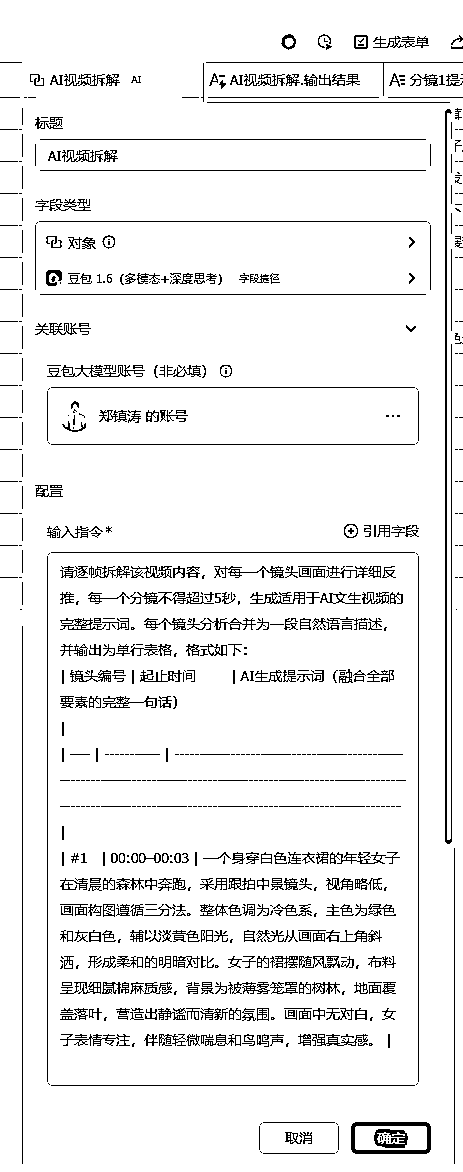 生成表单
AI视频拆解 AI
AI视频拆解.输出结果
分镜1提
标题
AI视频拆解
字段类型
对象
豆包 1.6（多模态+深度思考） 字段捷径
关联账号
豆包大模型账号（非必填）
郑镇涛 的账号
配置
输入指令*
引用字段
请逐帧拆解该视频内容，对每一个镜头画面进行详细反
推，每一个分镜不得超过5秒，生成适用于AI文生视频的
完整提示词。每个镜头分析合并为一段自然语言描述，
并输出为单行表格，格式如下：
| 镜头编号 | 起止时间 | AI生成提示词（融合全部
要素的完整一句话）
|
| ---- | ----------- | --------------------------------------------
------------------------------------------------------------------
-----------------------------------------------------------------
|
| #1 | 00:00–00:03 | 一个身穿白色连衣裙的年轻女子
在清晨的森林中奔跑，采用跟拍中景镜头，视角略低，
画面构图遵循三分法。整体色调为冷色系，主色为绿色
和灰白色，辅以淡黄色阳光，自然光从画面右上角斜
洒，形成柔和的明暗对比。女子的裙摆随风飘动，布料
呈现细腻棉麻质感，背景为被薄雾笼罩的树林，地面覆
盖落叶，营造出静谧而清新的氛围。画面中无对白，女
子表情专注，伴随轻微喘息和鸟鸣声，增强真实感。 |
取消
确定